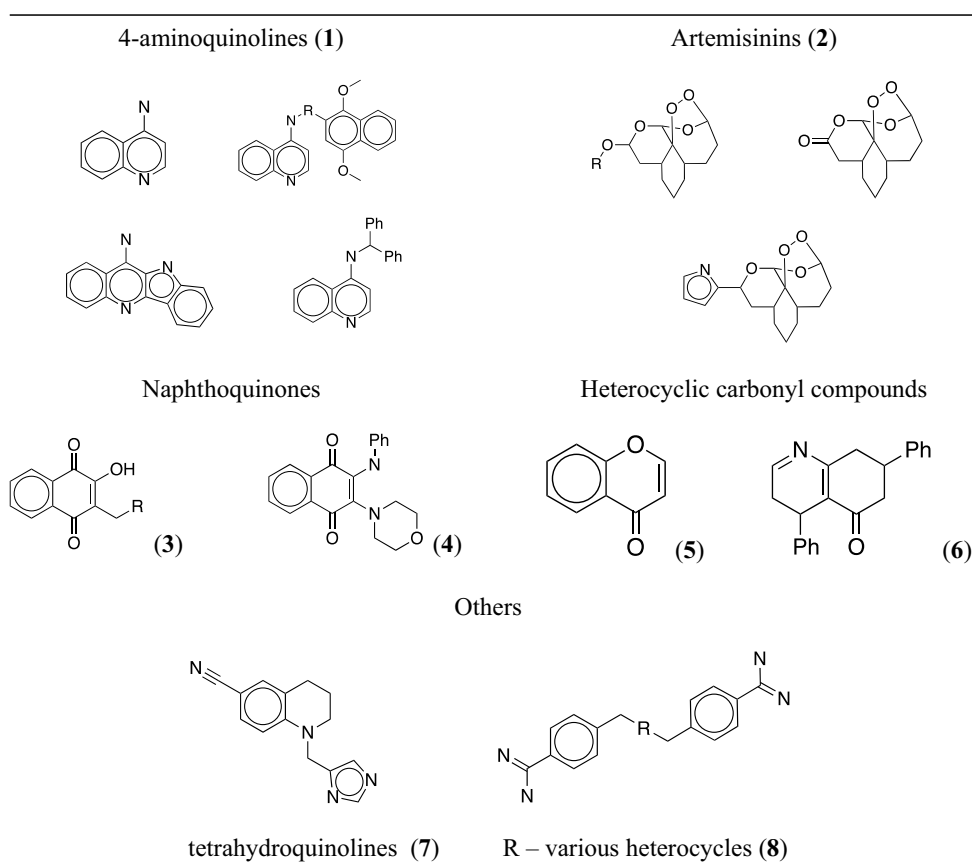 4-aminoquinolines (1)
Artemisinins (2)
N
N
O
R
N
O
N
O
O
O
O
O
R
O
O
O
O
O
N
N
N
Ph
Ph
N
N
O
O
O
O
N
Naphthoquinones
Heterocyclic carbonyl compounds
O
OH
R
O
(3)
O
Ph
N
N
O
O
(4)
O
O
(5)
N
Ph
Ph
O
(6)
Others
N
N
N
N
N
N
R
N
N
tetrahydroquinolines (7)
R – various heterocycles (8)